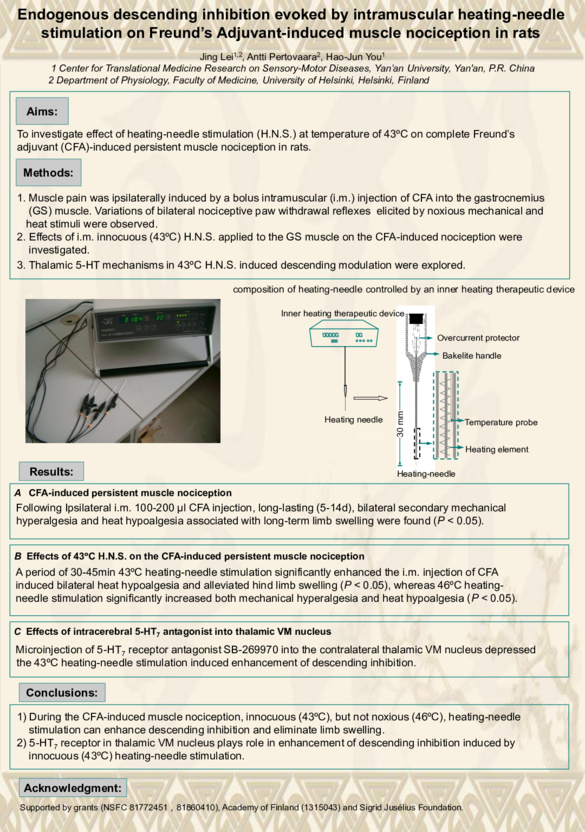 Endogenous descending inhibition evoked by intramuscular heating-needle
stimulation on Freund's Adjuvant-induced muscle nociception in rats
Jing Lei1,2, Antti Pertovaara2, Hao-Jun You1
1 Center for Translational Medicine Research on Sensory-Motor Diseases, Yan'an University, Yan'an, P.R. China
2 Department of Physiology, Faculty of Medicine, University of Helsinki, Helsinki, Finland
Aims:
To investigate effect of heating-needle stimulation (H.N.S.) at temperature of 43ºC on complete Freund's
adjuvant (CFA)-induced persistent muscle nociception in rats.
Methods:
1. Muscle pain was ipsilaterally induced by a bolus intramuscular (i.m.) injection of CFA into the gastrocnemius
(GS) muscle. Variations of bilateral nociceptive paw withdrawal reflexes elicited by noxious mechanical and
heat stimuli were observed.
2. Effects of i.m. innocuous (43ºC) H.N.S. applied to the GS muscle on the CFA-induced nociception were
investigated.
3. Thalamic 5-HT mechanisms in 43ºC H.N.S. induced descending modulation were explored.
composition of heating-needle controlled by an inner heating therapeutic device
Inner heating therapeutic device
Overcurrent protector
Bakelite handle
30 mm
Heating needle
Temperature probe
Heating element
Heating-needle
Results:
A CFA-induced persistent muscle nociception
Following Ipsilateral i.m. 100-200 µl CFA injection, long-lasting (5-14d), bilateral secondary mechanical
hyperalgesia and heat hypoalgesia associated with long-term limb swelling were found (P < 0.05).
B Effects of 43ºC H.N.S. on the CFA-induced persistent muscle nociception
A period of 30-45min 43ºC heating-needle stimulation significantly enhanced the i.m. injection of CFA
induced bilateral heat hypoalgesia and alleviated hind limb swelling (P < 0.05), whereas 46ºC heating-
needle stimulation significantly increased both mechanical hyperalgesia and heat hypoalgesia (P < 0.05).
C Effects of intracerebral 5-HT7 antagonist into thalamic VM nucleus
Microinjection of 5-HT7 receptor antagonist SB-269970 into the contralateral thalamic VM nucleus depressed
the 43ºC heating-needle stimulation induced enhancement of descending inhibition.
Conclusions:
1) During the CFA-induced muscle nociception, innocuous (43ºC), but not noxious (46ºC), heating-needle
stimulation can enhance descending inhibition and eliminate limb swelling.
2) 5-HT7 receptor in thalamic VM nucleus plays role in enhancement of descending inhibition induced by
innocuous (43ºC) heating-needle stimulation.
Acknowledgment:
Supported by grants (NSFC 81772451 , 81860410), Academy of Finland (1315043) and Sigrid Jusélius Foundation.